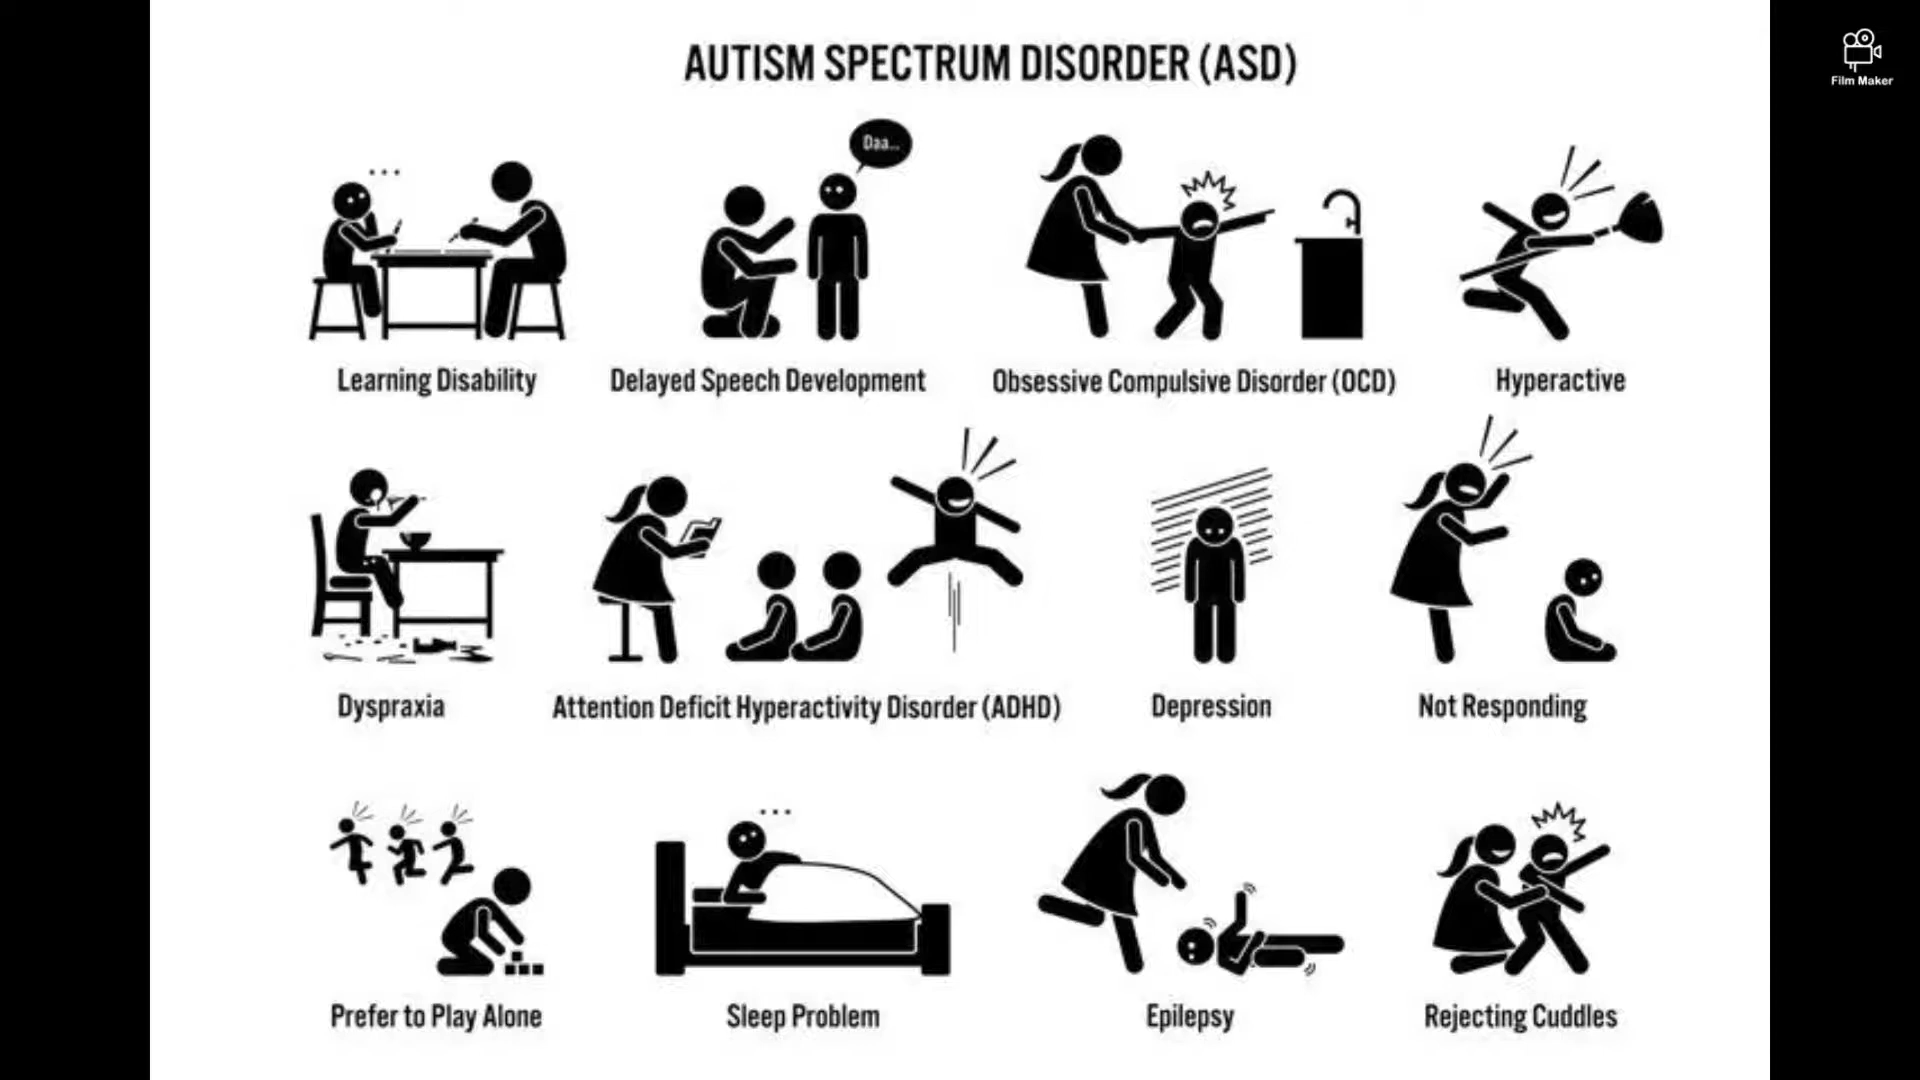 AUTISM SPECTRUM DISORDER (ASD)
Film Maker
Daa...
Learning Disability
Delayed Speech Development
Obsessive Compulsive Disorder (OCD)
Hyperactive
Dyspraxia
Attention Deficit Hyperactivity Disorder (ADHD)
Depression
Not Responding
Prefer to Play Alone
Sleep Problem
Epilepsy
Rejecting Cuddles